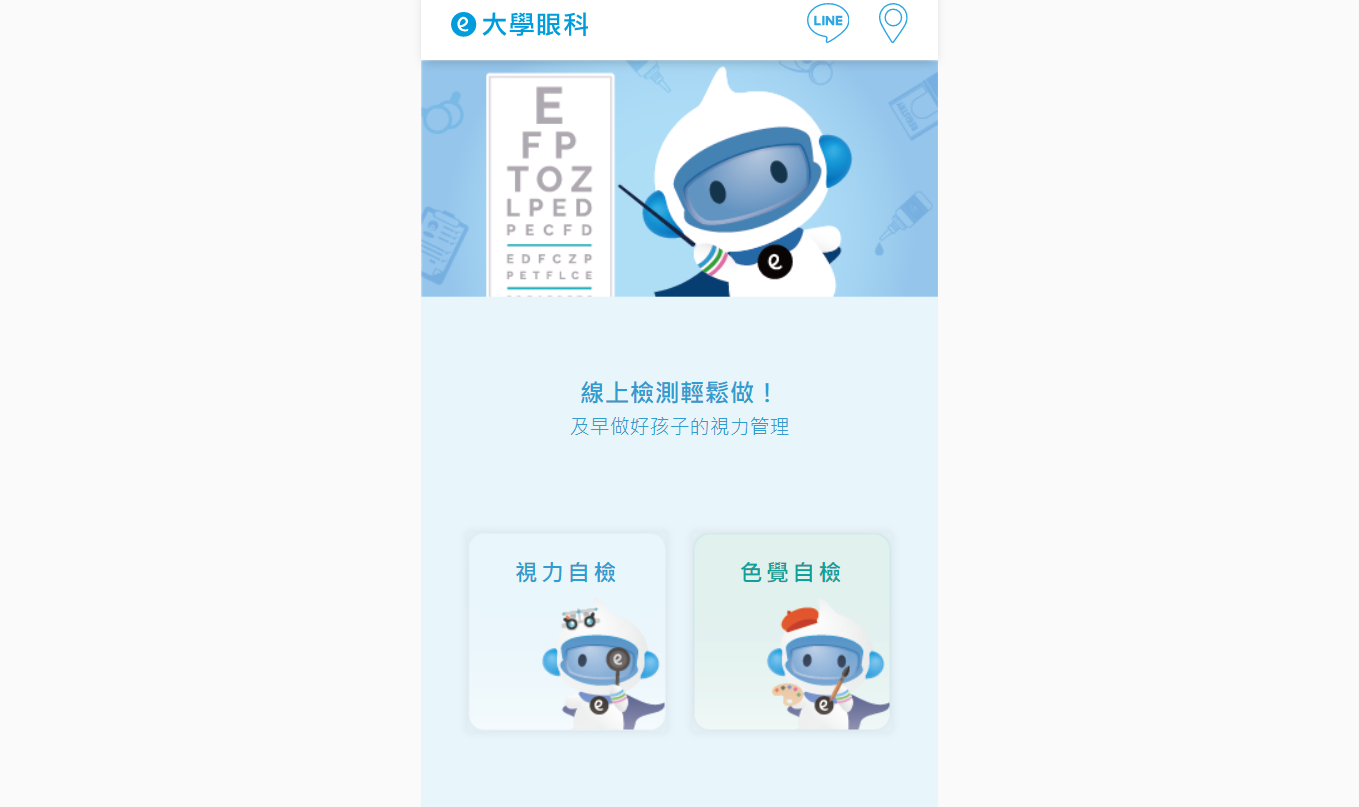 e 大學眼科
LINE
E
F P
T O Z
L P E D
P E C F D
E D F C Z P
P E T F L C E
e
線上檢測輕鬆做！
及早做好孩子的視力管理
視力自檢
色覺自檢
e
e
e